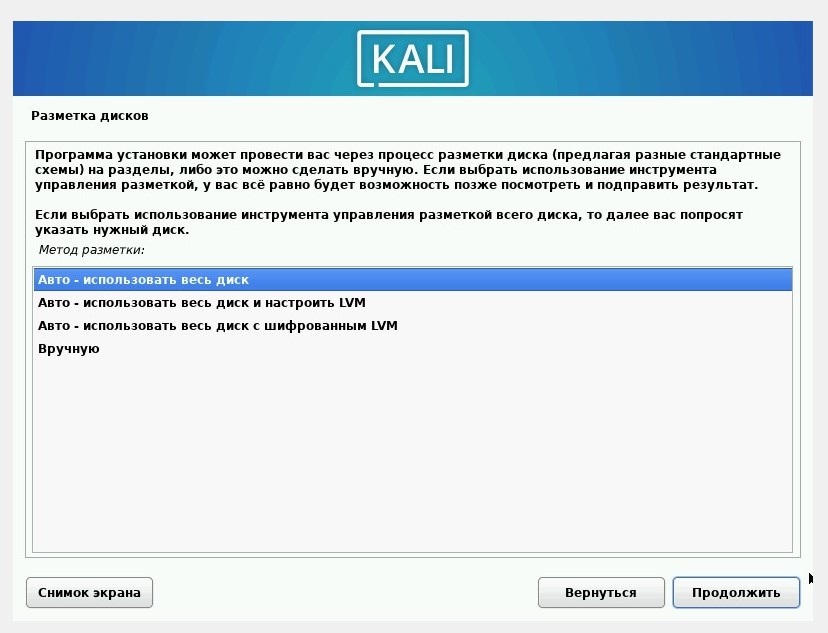 KALI
Разметка дисков
Программа установки может провести вас через процесс разметки диска (предлагая разные стандартные
схемы) на разделы, либо это можно сделать вручную. Если выбрать использование инструмента
управления разметкой, у вас всё равно будет возможность позже посмотреть и подправить результат.
Если выбрать использование инструмента управления разметкой всего диска, то далее вас попросят
указать нужный диск.
Метод разметки:
Авто - использовать весь диск
Авто - использовать весь диск и настроить LVM
Авто - использовать весь диск с шифрованным LVM
Вручную
Снимок экрана
Вернуться
Продолжить